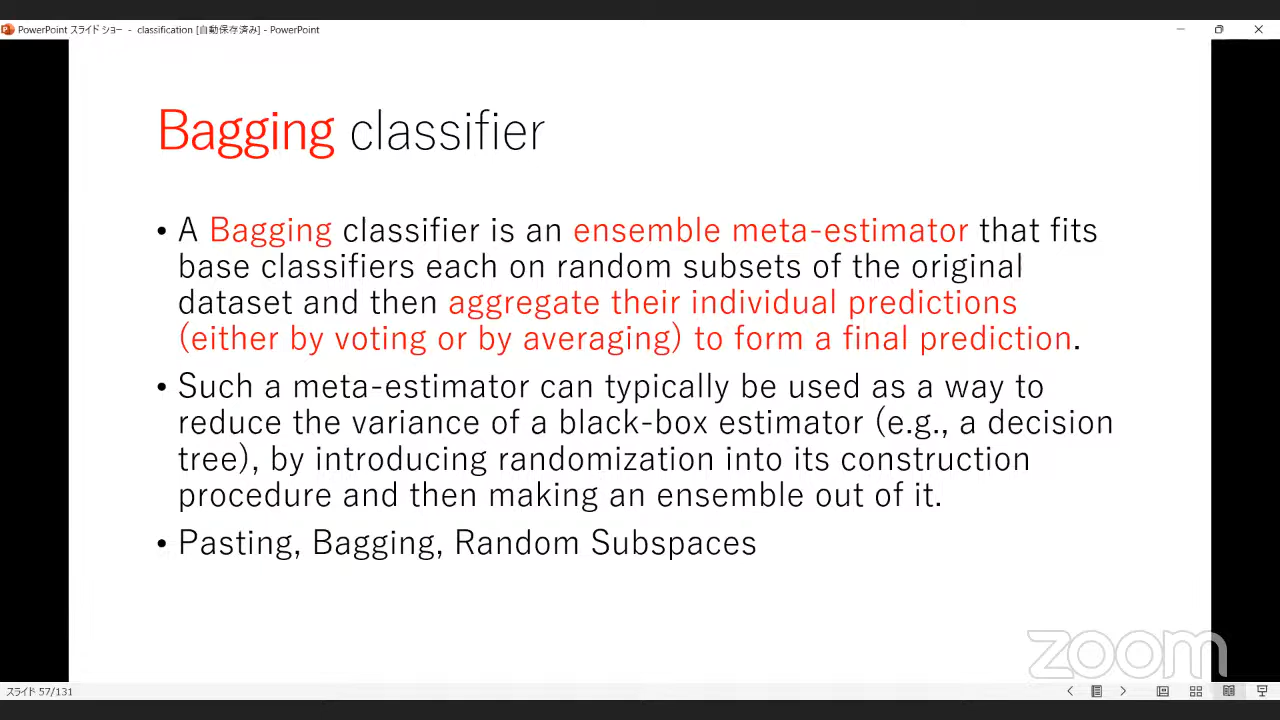 PowerPoint スライド ショー - classification [自動保存済み] - PowerPoint
Bagging classifier
• A Bagging classifier is an ensemble meta-estimator that fits
base classifiers each on random subsets of the original
dataset and then aggregate their individual predictions
(either by voting or by averaging) to form a final prediction.
• Such a meta-estimator can typically be used as a way to
reduce the variance of a black-box estimator (e.g., a decision
tree), by introducing randomization into its construction
procedure and then making an ensemble out of it.
• Pasting, Bagging, Random Subspaces
zoom
スライド 57/131